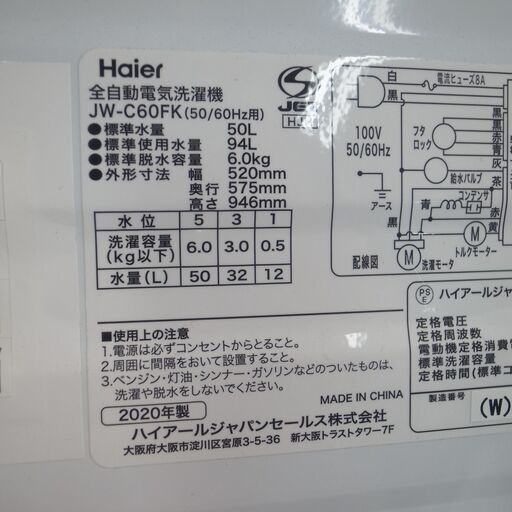 Haier
全自動電気洗濯機
JW-C60FK(50/60Hz用)
●標準水量 50L
●標準使用水量 94L
●標準脱水容量 6.0kg
●外形寸法 幅 520mm
奥行 575mm
高さ 946mm
水位 5 3 1
洗濯容量(kg以下) 6.0 3.0 0.5
水量(L) 50 32 12
■使用上の注意
1.電源は必ずコンセントからとること。
2.周囲に間隔をおいて設置すること。
3.ベンジン・灯油・シンナー・ガソリンなどのついたものは、
洗濯や脱水をしないでください。
2020年製
MADE IN CHINA
ハイアールジャパンセールス株式会社
大阪府大阪市淀川区宮原3-5-36 新大阪トラストタワー7F
S
JET
白
電流ヒューズ8A
黒
100V
50/60Hz
フタ
ロック
黒
黒
赤
青
灰
給水バルブ
茶
アース
黒
青
コンデンサ
赤
黄
M
洗濯モータ
M
トルクモーター
配線図
PS
E
ハイアールジャ
定格電圧
定格周波数
電動機定格消費電
標準洗濯容量
定格時間(標準コ
製造番号
(W)